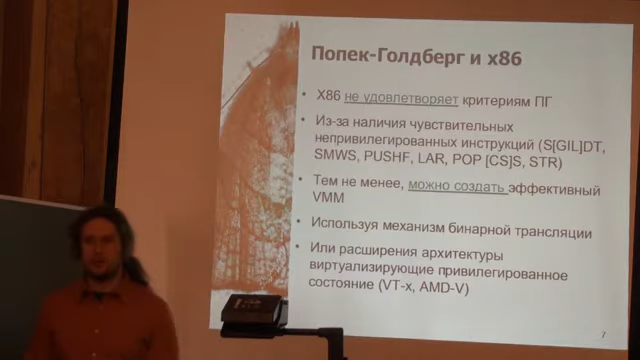 Попек-Голдберг и x86
• X86 не удовлетворяет критериям ПГ
• Из-за наличия чувствительных
непривилегированных инструкций (S[GIL]DT,
SMWS, PUSHF, LAR, POP [CS]S, STR)
• Тем не менее, можно создать эффективный
VMM
• Используя механизм бинарной трансляции
• Или расширения архитектуры
виртуализирующие привилегированное
состояние (VT-x, AMD-V)
7